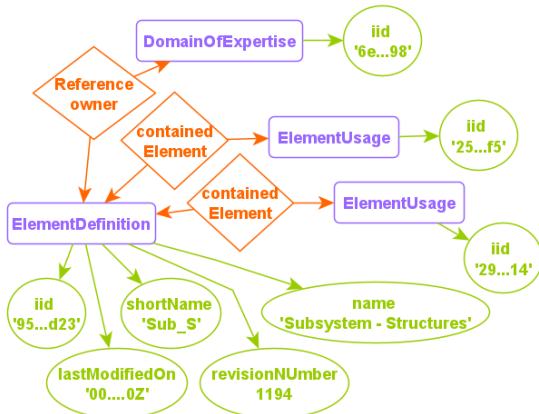 DomainOfExpertise
iid
'6e...98'
Reference
owner
contained
Element
ElementUsage
iid
'25...f5'
contained
Element
ElementUsage
ElementDefinition
iid
'29...14'
iid
'95...d23'
shortName
'Sub_S'
name
'Subsystem - Structures'
lastModifiedOn
'00....0Z'
revisionNUmber
1194